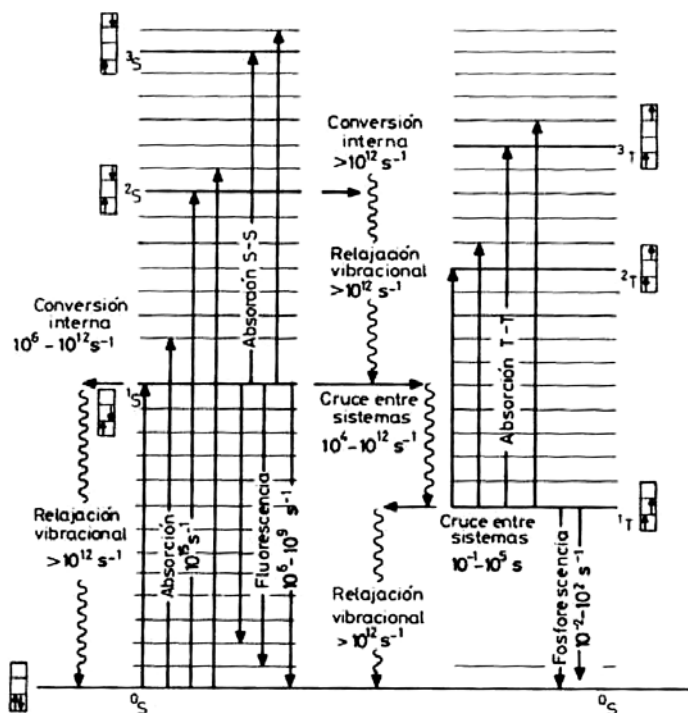 ³S
Conversión
interna
>10¹² s⁻¹
³T
²S
Absorción S-S
Relajación
vibracional
>10¹² s⁻¹
²T
Absorción T-T
Conversión
interna
10⁶-10¹²s⁻¹
¹S
Cruce entre
sistemas
10⁴-10¹² s⁻¹
Relajación
vibracional
>10¹² s⁻¹
Absorción
10¹⁵ s⁻¹
Fluorescencia
10⁶-10⁹ s⁻¹
¹T
Cruce entre
sistemas
10⁻¹-10⁵ s
Relajación
vibracional
>10¹² s⁻¹
Fosforescencia
10⁻²-10² s⁻¹
⁰S
⁰S